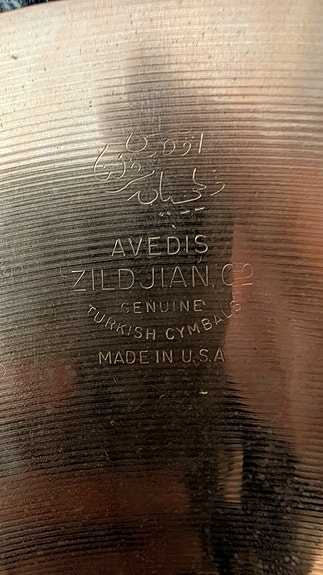 AVEDIS
ZILDJIAN, Cº
GENUINE
TURKISH CYMBALS
MADE IN U.S.A